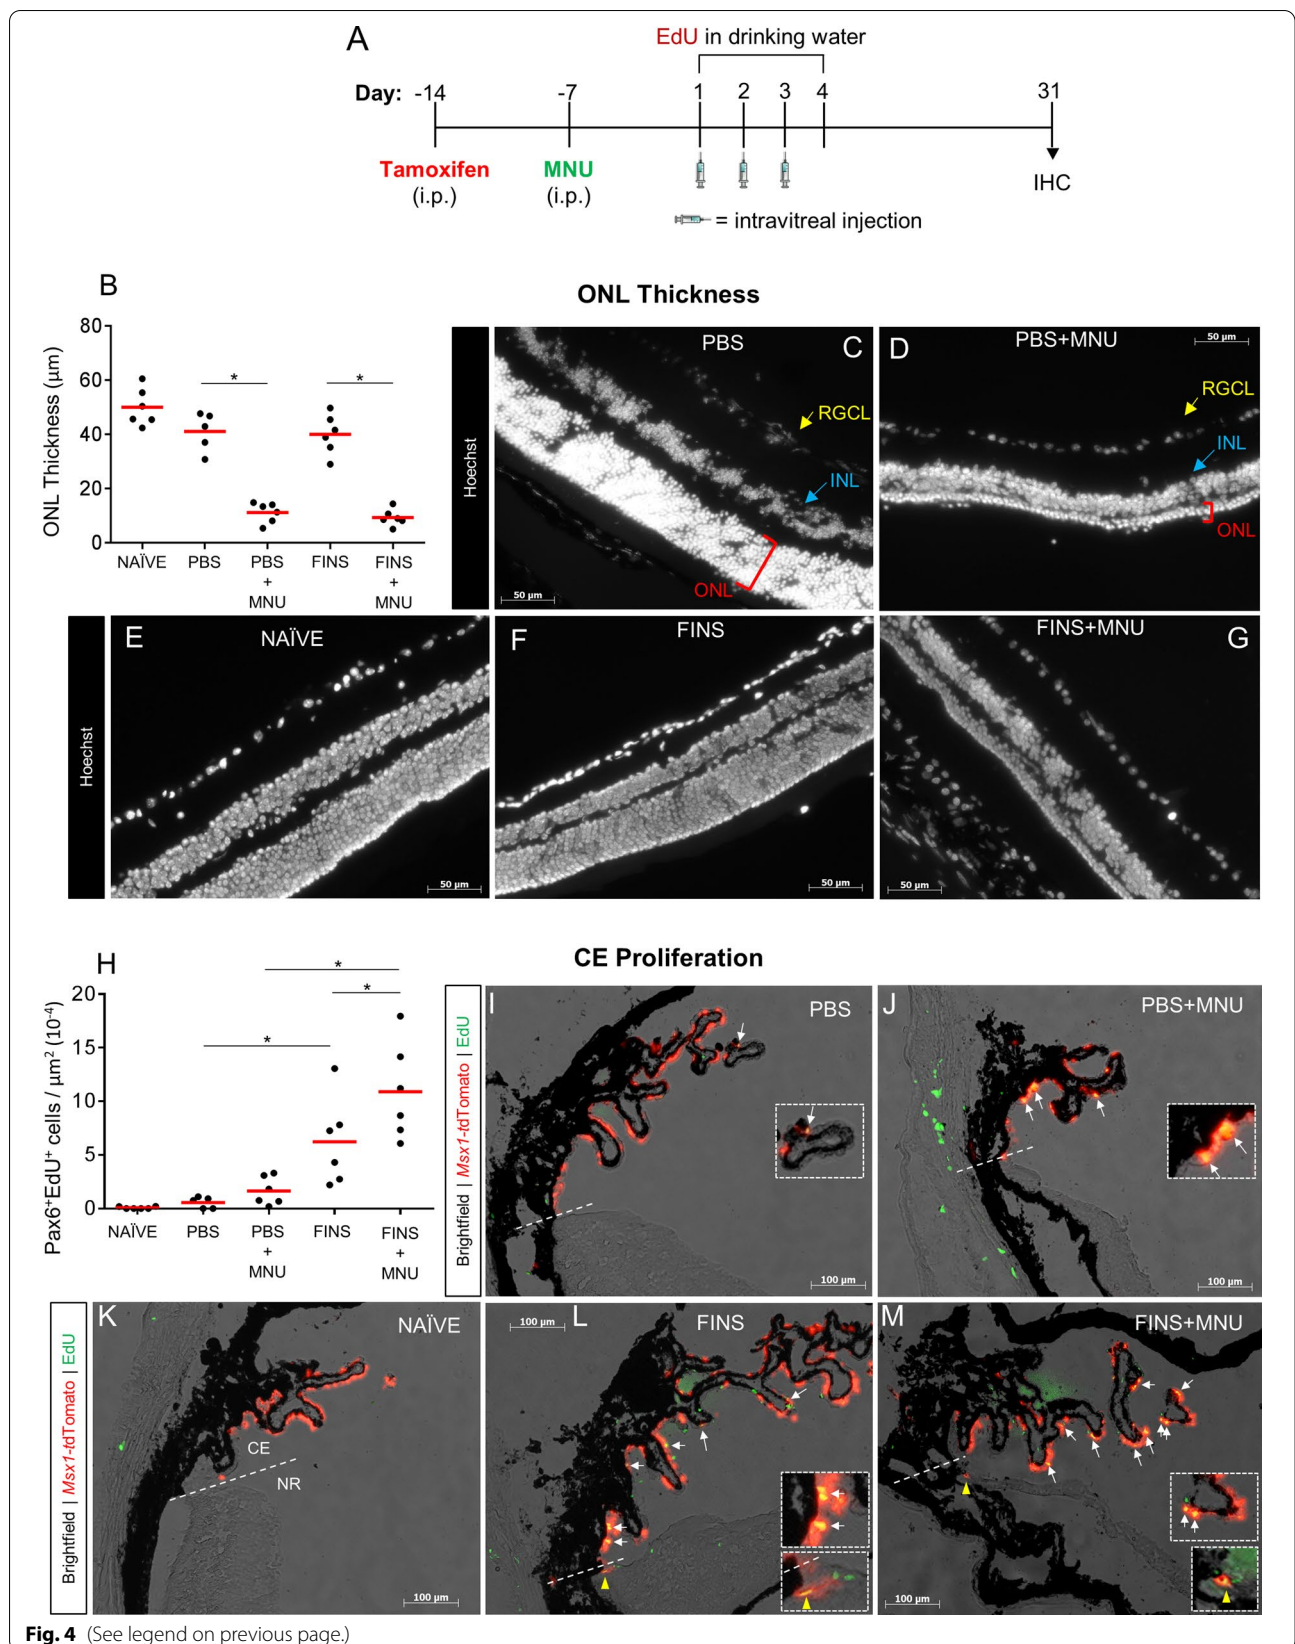 A
EdU in drinking water
Day: -14 -7 1 2 3 4 31
Tamoxifen
(i.p.)
MNU
(i.p.)
IHC
= intravitreal injection
B
ONL Thickness
ONL Thickness (µm)
80
60
40
20
0
* *
NAÏVE PBS PBS + MNU FINS FINS + MNU
Hoechst
PBS C
RGCL
INL
ONL
50 µm
D PBS+MNU
50 µm
RGCL
INL
ONL
Hoechst
E NAÏVE
50 µm
F FINS
50 µm
FINS+MNU G
50 µm
H
CE Proliferation
Pax6+EdU+ cells / µm² (10⁻⁴)
20
15
10
5
0
* * *
NAÏVE PBS PBS + MNU FINS FINS + MNU
Brightfield | Msx1-tdTomato | EdU
I PBS
100 µm
J PBS+MNU
100 µm
Brightfield | Msx1-tdTomato | EdU
K NAÏVE
CE
NR
100 µm
100 µm L FINS
M FINS+MNU
100 µm
Fig. 4 (See legend on previous page.)